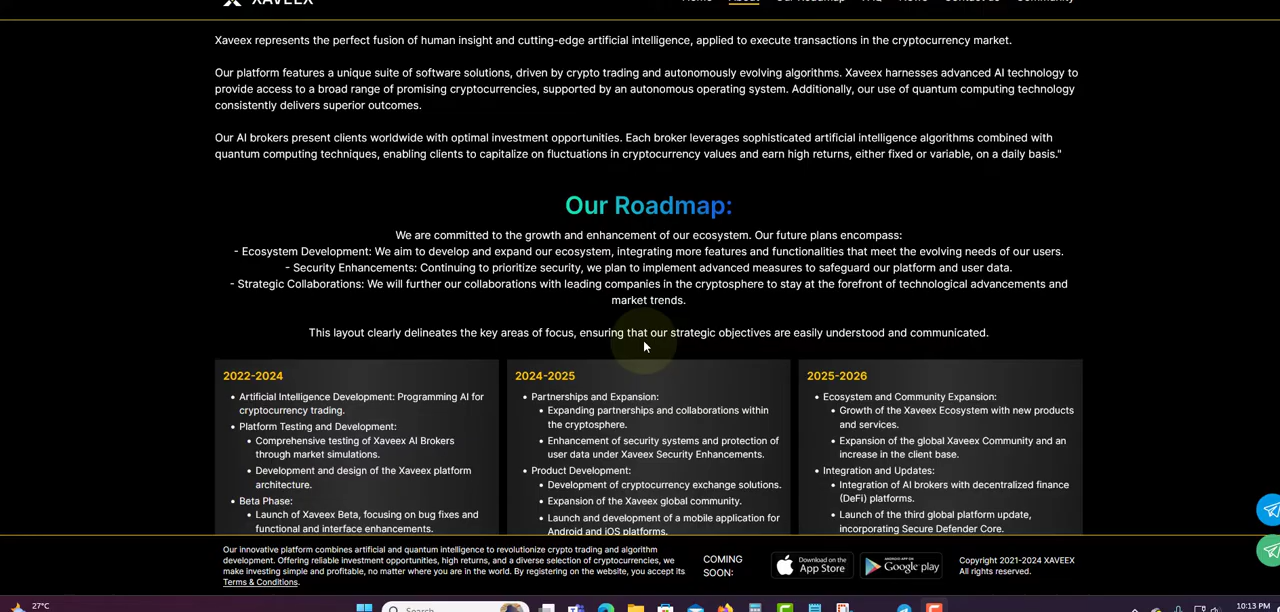 XAVEEX
Home About Our Roadmap FAQ News Contact us Community
Xaveex represents the perfect fusion of human insight and cutting-edge artificial intelligence, applied to execute transactions in the cryptocurrency market.
Our platform features a unique suite of software solutions, driven by crypto trading and autonomously evolving algorithms. Xaveex harnesses advanced AI technology to
provide access to a broad range of promising cryptocurrencies, supported by an autonomous operating system. Additionally, our use of quantum computing technology
consistently delivers superior outcomes.
Our AI brokers present clients worldwide with optimal investment opportunities. Each broker leverages sophisticated artificial intelligence algorithms combined with
quantum computing techniques, enabling clients to capitalize on fluctuations in cryptocurrency values and earn high returns, either fixed or variable, on a daily basis."
Our Roadmap:
We are committed to the growth and enhancement of our ecosystem. Our future plans encompass:
- Ecosystem Development: We aim to develop and expand our ecosystem, integrating more features and functionalities that meet the evolving needs of our users.
- Security Enhancements: Continuing to prioritize security, we plan to implement advanced measures to safeguard our platform and user data.
- Strategic Collaborations: We will further our collaborations with leading companies in the cryptosphere to stay at the forefront of technological advancements and
market trends.
This layout clearly delineates the key areas of focus, ensuring that our strategic objectives are easily understood and communicated.
2022-2024
• Artificial Intelligence Development: Programming AI for
cryptocurrency trading.
• Platform Testing and Development:
• Comprehensive testing of Xaveex AI Brokers
through market simulations.
• Development and design of the Xaveex platform
architecture.
• Beta Phase:
• Launch of Xaveex Beta, focusing on bug fixes and
functional and interface enhancements.
2024-2025
• Partnerships and Expansion:
• Expanding partnerships and collaborations within
the cryptosphere.
• Enhancement of security systems and protection of
user data under Xaveex Security Enhancements.
• Product Development:
• Development of cryptocurrency exchange solutions.
• Expansion of the Xaveex global community.
• Launch and development of a mobile application for
Android and iOS platforms.
2025-2026
• Ecosystem and Community Expansion:
• Growth of the Xaveex Ecosystem with new products
and services.
• Expansion of the global Xaveex Community and an
increase in the client base.
• Integration and Updates:
• Integration of AI brokers with decentralized finance
(DeFi) platforms.
• Launch of the third global platform update,
incorporating Secure Defender Core.
Our innovative platform combines artificial and quantum intelligence to revolutionize crypto trading and algorithm
development. Offering reliable investment opportunities, high returns, and a diverse selection of cryptocurrencies, we
make investing simple and profitable, no matter where you are in the world. By registering on the website, you accept its
Terms & Conditions.
COMING
SOON:
Download on the
App Store
ANDROID APP ON
Google play
Copyright 2021-2024 XAVEEX
All rights reserved.
27°C
Search
10:13 PM